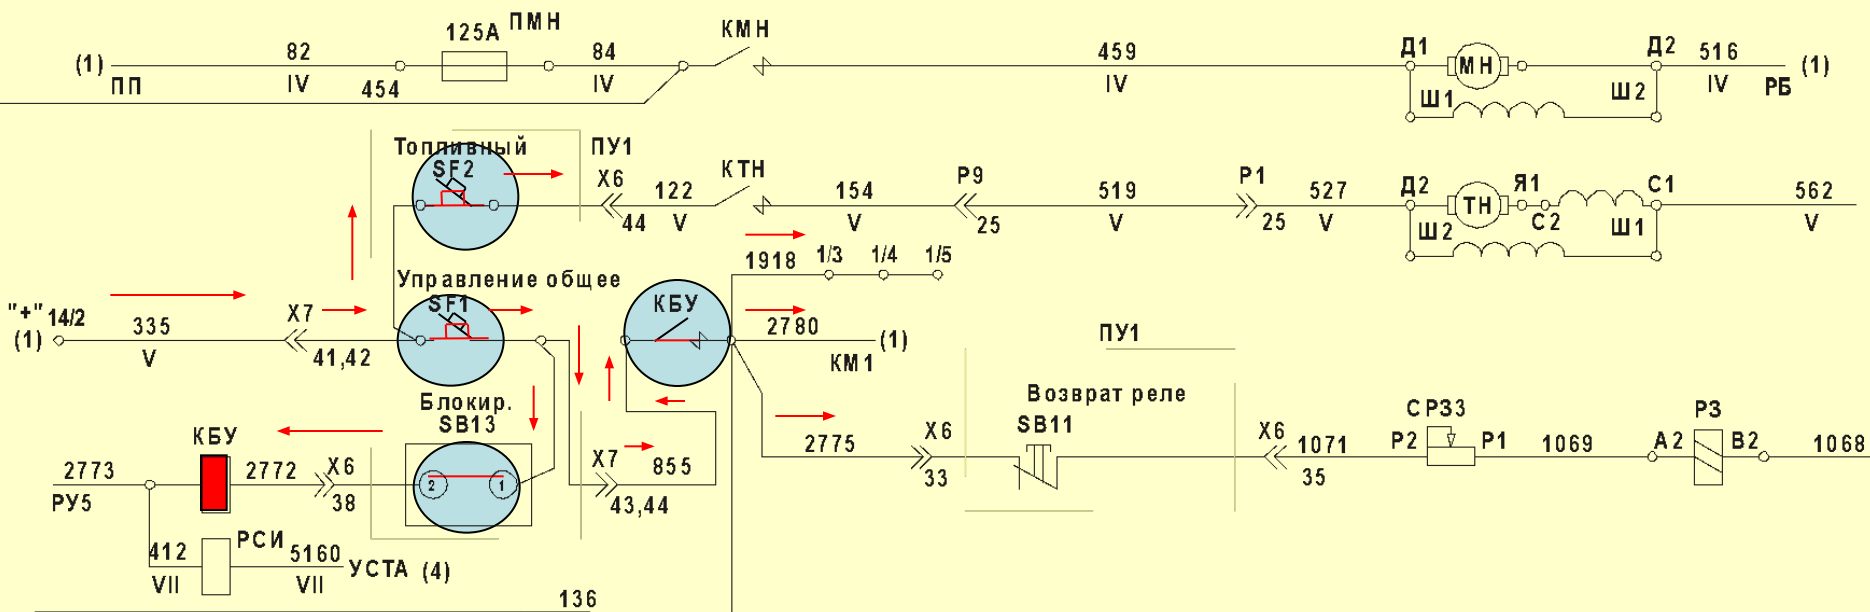 ПМН
125А
КМН
(1) 82 84 459 Д1 МН Д2 516 (1)
ПП IV 454 IV IV Ш1 Ш2 IV РБ
Топливный ПУ1
SF2
Х6 122 КТН 154 Р9 519 Р1 527 Д2 ТН Я1 С1 562
44 V V 25 V 25 V Ш2 С2 Ш1 V
1918 1/3 1/4 1/5
Управление общее
SF1 КБУ
"+" 14/2 335 Х7 2780 (1) ПУ1
(1) V 41,42 КМ1
Блокир. Возврат реле
SB13 SB11 СР33 РЗ
КБУ 2775 Х6 Х6 1071 Р2 Р1 1069 А2 В2 1068
2773 2772 Х6 2 1 Х7 855 33 35
РУ5 38 43,44
412 РСИ 5160 УСТА (4)
VII VII
136